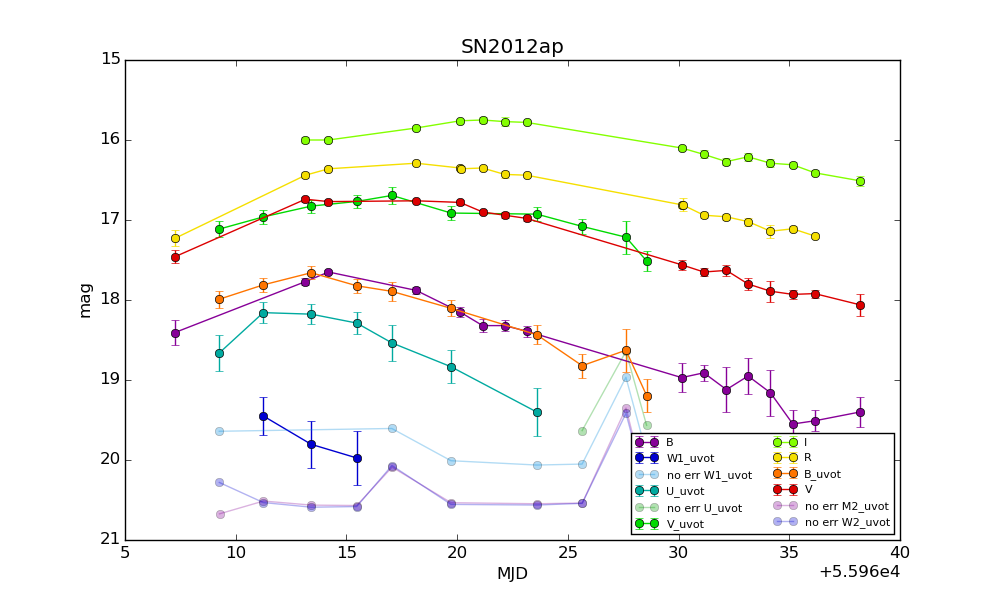 SN2012ap
15
16
17
18
19
20
21
mag
5
10
15
20
25
30
35
40
MJD
+5.596e4
B
W1_uvot
no err W1_uvot
U_uvot
no err U_uvot
V_uvot
I
R
B_uvot
V
no err M2_uvot
no err W2_uvot